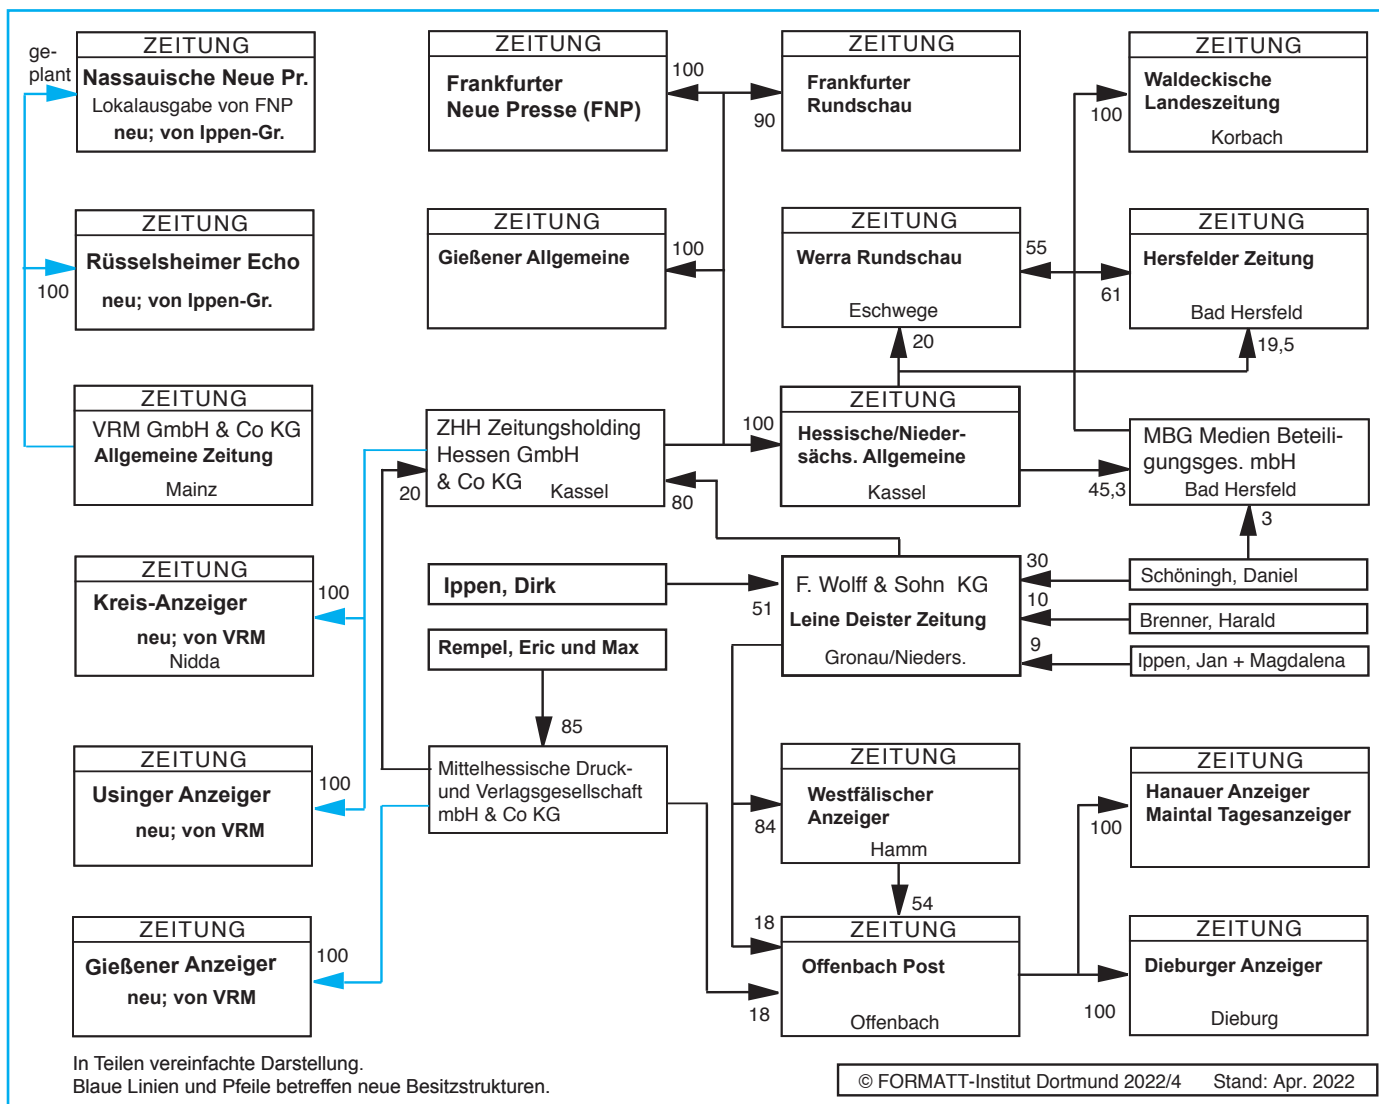 ge-
plant
ZEITUNG
Nassauische Neue Pr.
Lokalausgabe von FNP
neu; von Ippen-Gr.
ZEITUNG
Frankfurter
Neue Presse (FNP)
100
90
ZEITUNG
Frankfurter
Rundschau
100
ZEITUNG
Waldeckische
Landeszeitung
Korbach
100
ZEITUNG
Rüsselsheimer Echo
neu; von Ippen-Gr.
ZEITUNG
Gießener Allgemeine
100
ZEITUNG
Werra Rundschau
Eschwege
55
61
20
ZEITUNG
Hersfelder Zeitung
Bad Hersfeld
19,5
ZEITUNG
VRM GmbH & Co KG
Allgemeine Zeitung
Mainz
20
ZHH Zeitungsholding
Hessen GmbH
& Co KG
Kassel
80
100
ZEITUNG
Hessische/Nieder-
sächs. Allgemeine
Kassel
45,3
MBG Medien Beteili-
gungsges. mbH
Bad Hersfeld
3
ZEITUNG
Kreis-Anzeiger
neu; von VRM
Nidda
100
Ippen, Dirk
51
Rempel, Eric und Max
85
F. Wolff & Sohn KG
Leine Deister Zeitung
Gronau/Nieders.
30
10
9
Schöningh, Daniel
Brenner, Harald
Ippen, Jan + Magdalena
ZEITUNG
Usinger Anzeiger
neu; von VRM
100
Mittelhessische Druck-
und Verlagsgesellschaft
mbH & Co KG
84
ZEITUNG
Westfälischer
Anzeiger
Hamm
54
100
ZEITUNG
Hanauer Anzeiger
Maintal Tagesanzeiger
ZEITUNG
Gießener Anzeiger
neu; von VRM
100
18
18
ZEITUNG
Offenbach Post
Offenbach
100
ZEITUNG
Dieburger Anzeiger
Dieburg
In Teilen vereinfachte Darstellung.
Blaue Linien und Pfeile betreffen neue Besitzstrukturen.
© FORMATT-Institut Dortmund 2022/4 Stand: Apr. 2022